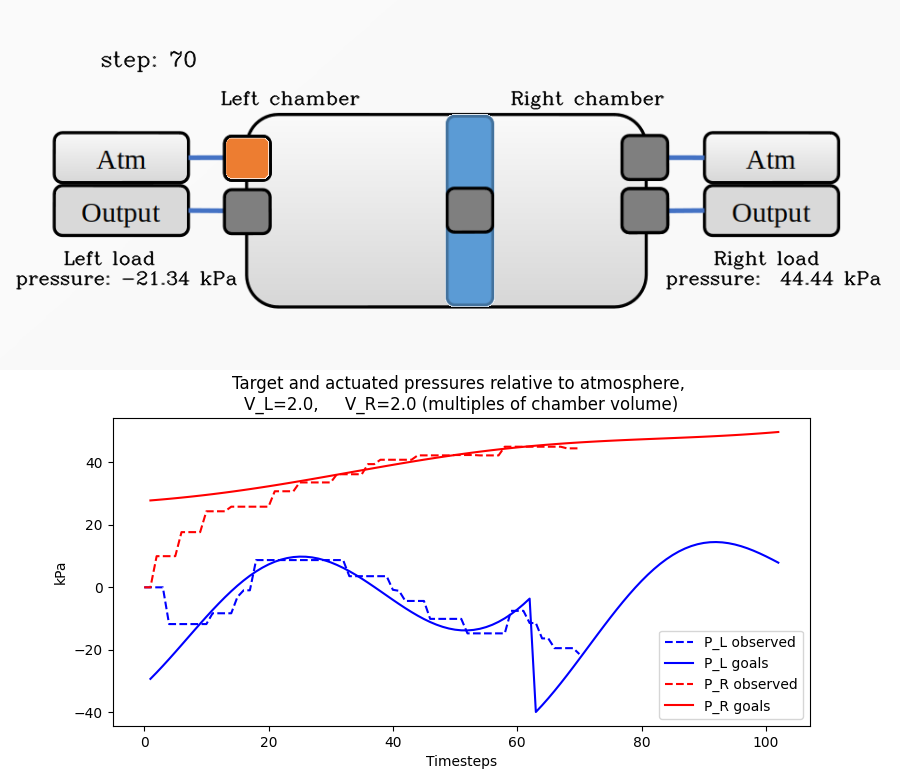 step: 70
Left chamber
Right chamber
Atm
Atm
Output
Output
Left load
pressure: −21.34 kPa
Right load
pressure: 44.44 kPa
Target and actuated pressures relative to atmosphere,
V_L=2.0, V_R=2.0 (multiples of chamber volume)
kPa
40
20
0
−20
−40
P_L observed
P_L goals
P_R observed
P_R goals
0 20 40 60 80 100
Timesteps